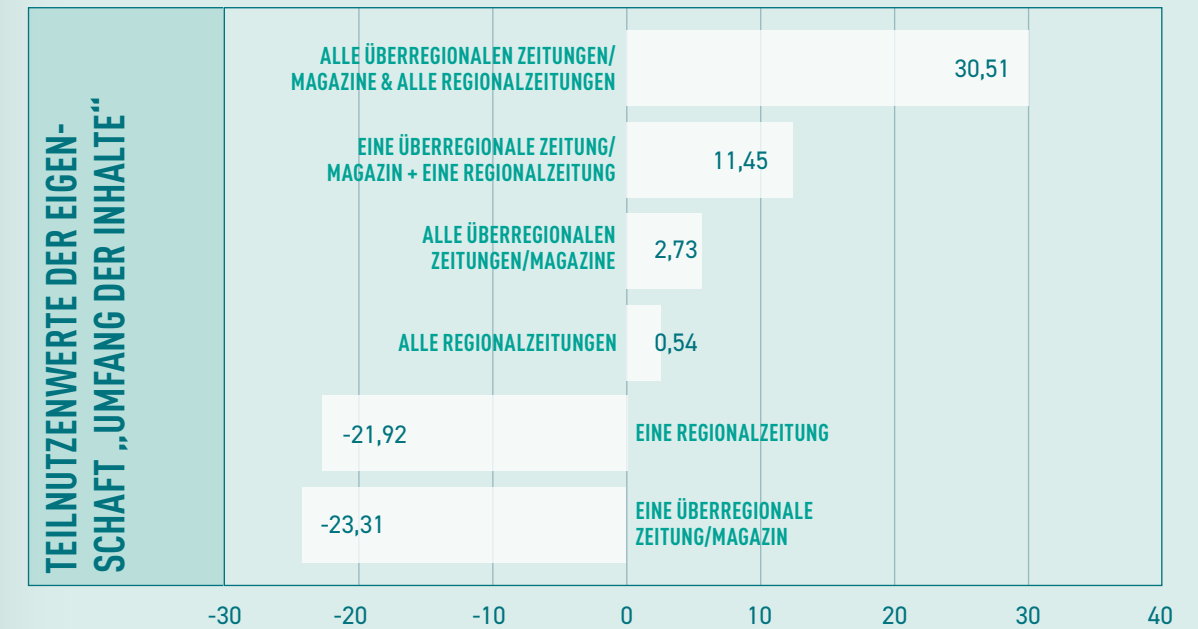 TEILNUTZENWERTE DER EIGEN-
SCHAFT „UMFANG DER INHALTE“
ALLE ÜBERREGIONALEN ZEITUNGEN/
MAGAZINE & ALLE REGIONALZEITUNGEN
30,51
EINE ÜBERREGIONALE ZEITUNG/
MAGAZIN + EINE REGIONALZEITUNG
11,45
ALLE ÜBERREGIONALEN
ZEITUNGEN/MAGAZINE
2,73
ALLE REGIONALZEITUNGEN
0,54
-21,92
EINE REGIONALZEITUNG
-23,31
EINE ÜBERREGIONALE
ZEITUNG/MAGAZIN
-30 -20 -10 0 10 20 30 40